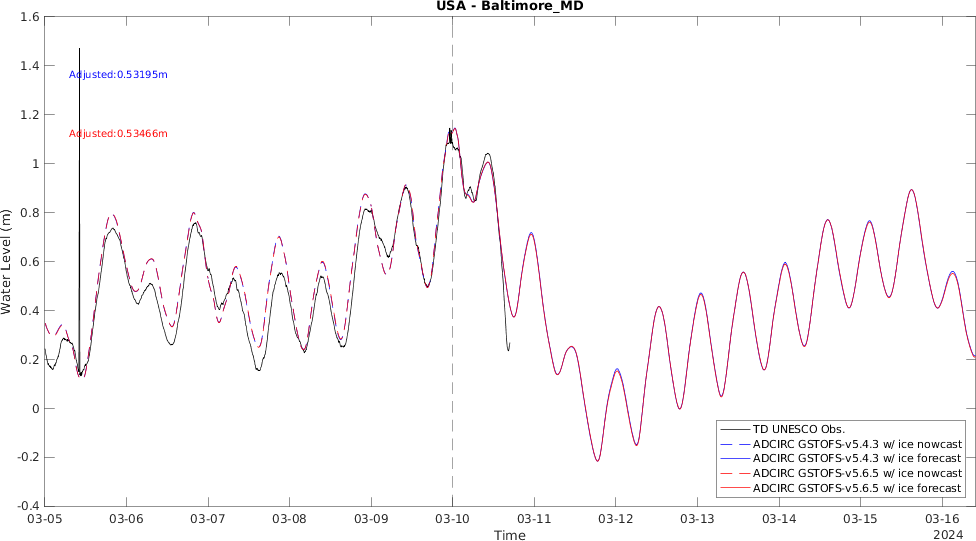 USA - Baltimore_MD
1.6
1.4
1.2
1
0.8
0.6
0.4
0.2
0
-0.2
-0.4
Water Level (m)
Adjusted:0.53195m
Adjusted:0.53466m
TD UNESCO Obs.
ADCIRC GSTOFS-v5.4.3 w/ ice nowcast
ADCIRC GSTOFS-v5.4.3 w/ ice forecast
ADCIRC GSTOFS-v5.6.5 w/ ice nowcast
ADCIRC GSTOFS-v5.6.5 w/ ice forecast
03-05 03-06 03-07 03-08 03-09 03-10 03-11 03-12 03-13 03-14 03-15 03-16
2024
Time